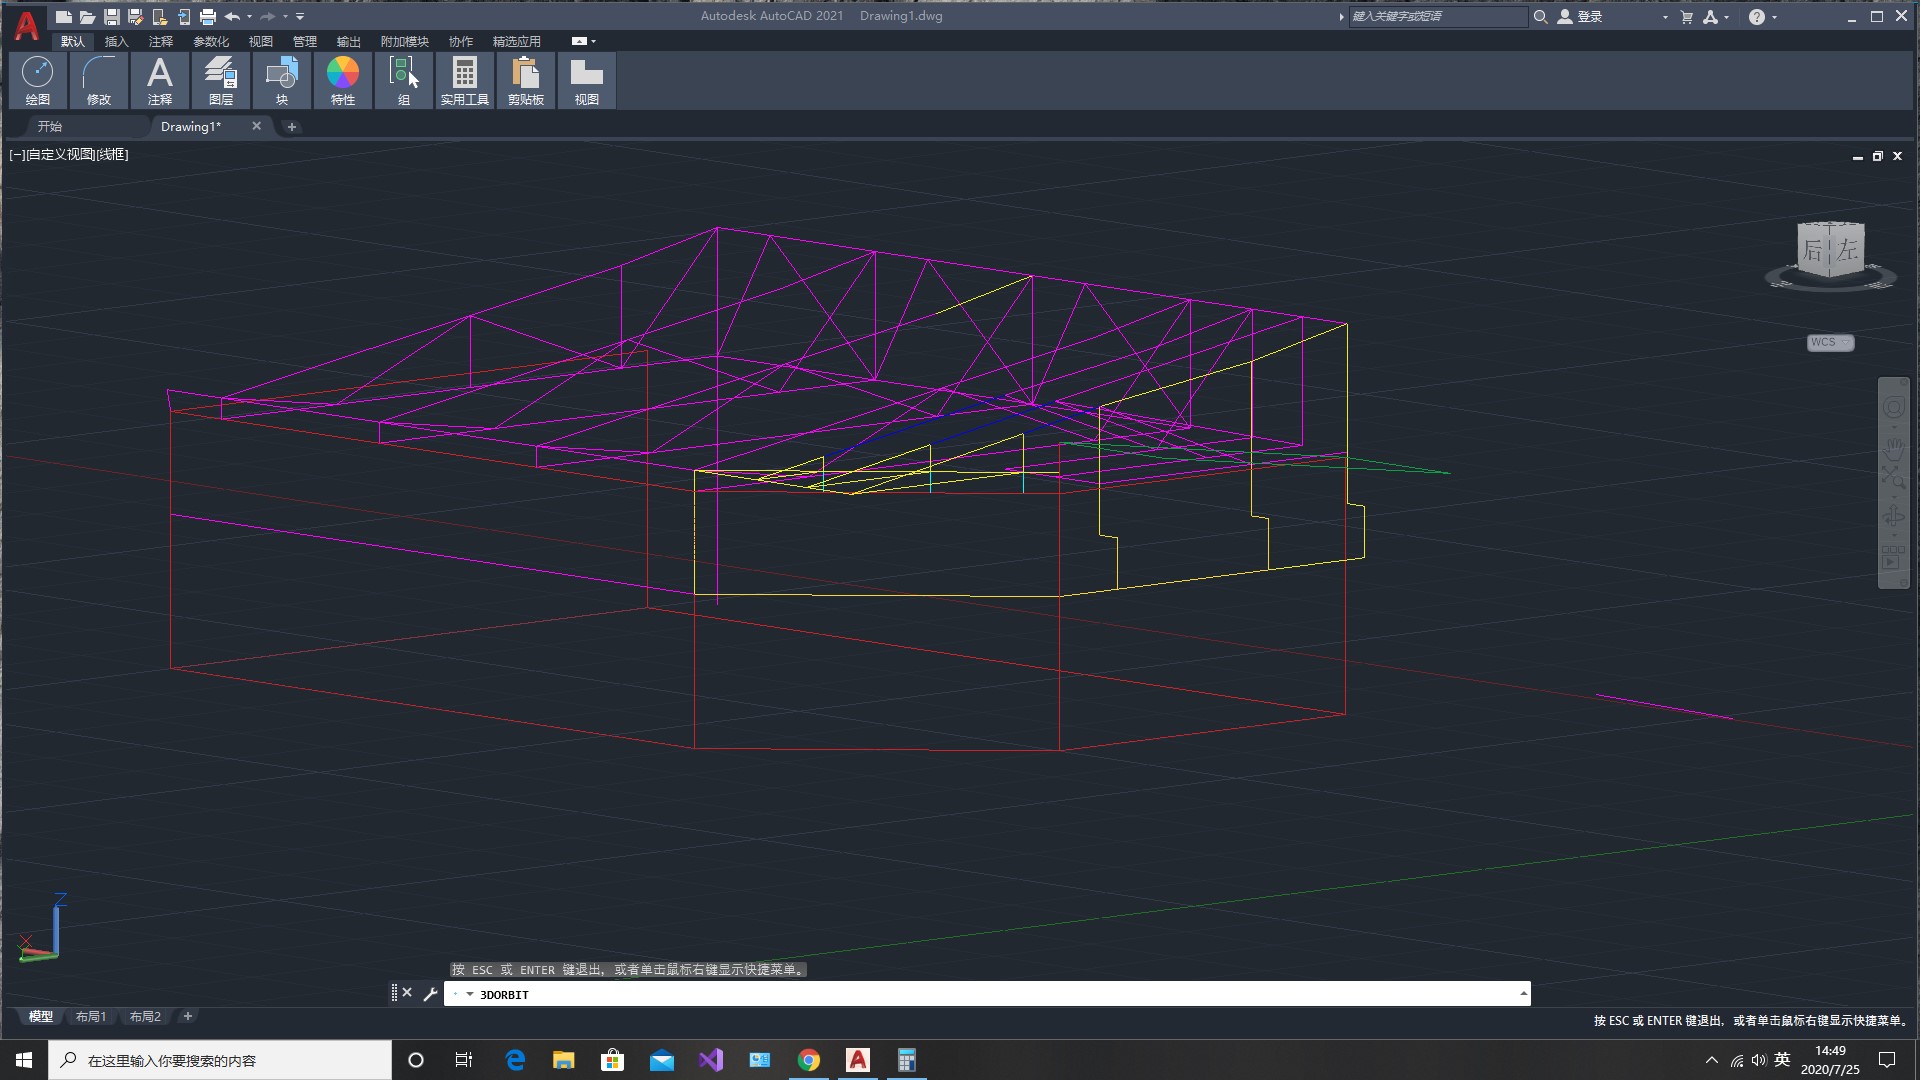 Autodesk AutoCAD 2021 Drawing1.dwg
键入关键字或短语
登录
默认 插入 注释 参数化 视图 管理 输出 附加模块 协作 精选应用
绘图 修改 注释 图层 块 特性 组 实用工具 剪贴板 视图
开始 Drawing1*
[−][自定义视图][线框]
后 左
WCS
Z
X
按 ESC 或 ENTER 键退出，或者单击鼠标右键显示快捷菜单。
3DORBIT
模型 布局1 布局2 +
按 ESC 或 ENTER 键退出，或者单击鼠标右键显示快捷菜单。
在这里输入你要搜索的内容
英
14:49
2020/7/25